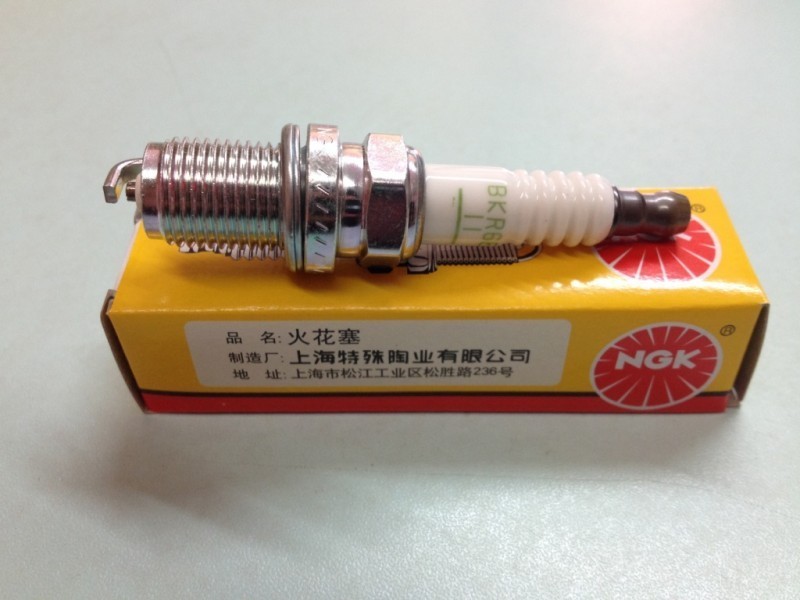 BKR6
11
品 名: 火花塞
制造厂: 上海特殊陶业有限公司
地 址: 上海市松江工业区松胜路236号
NGK
®
®